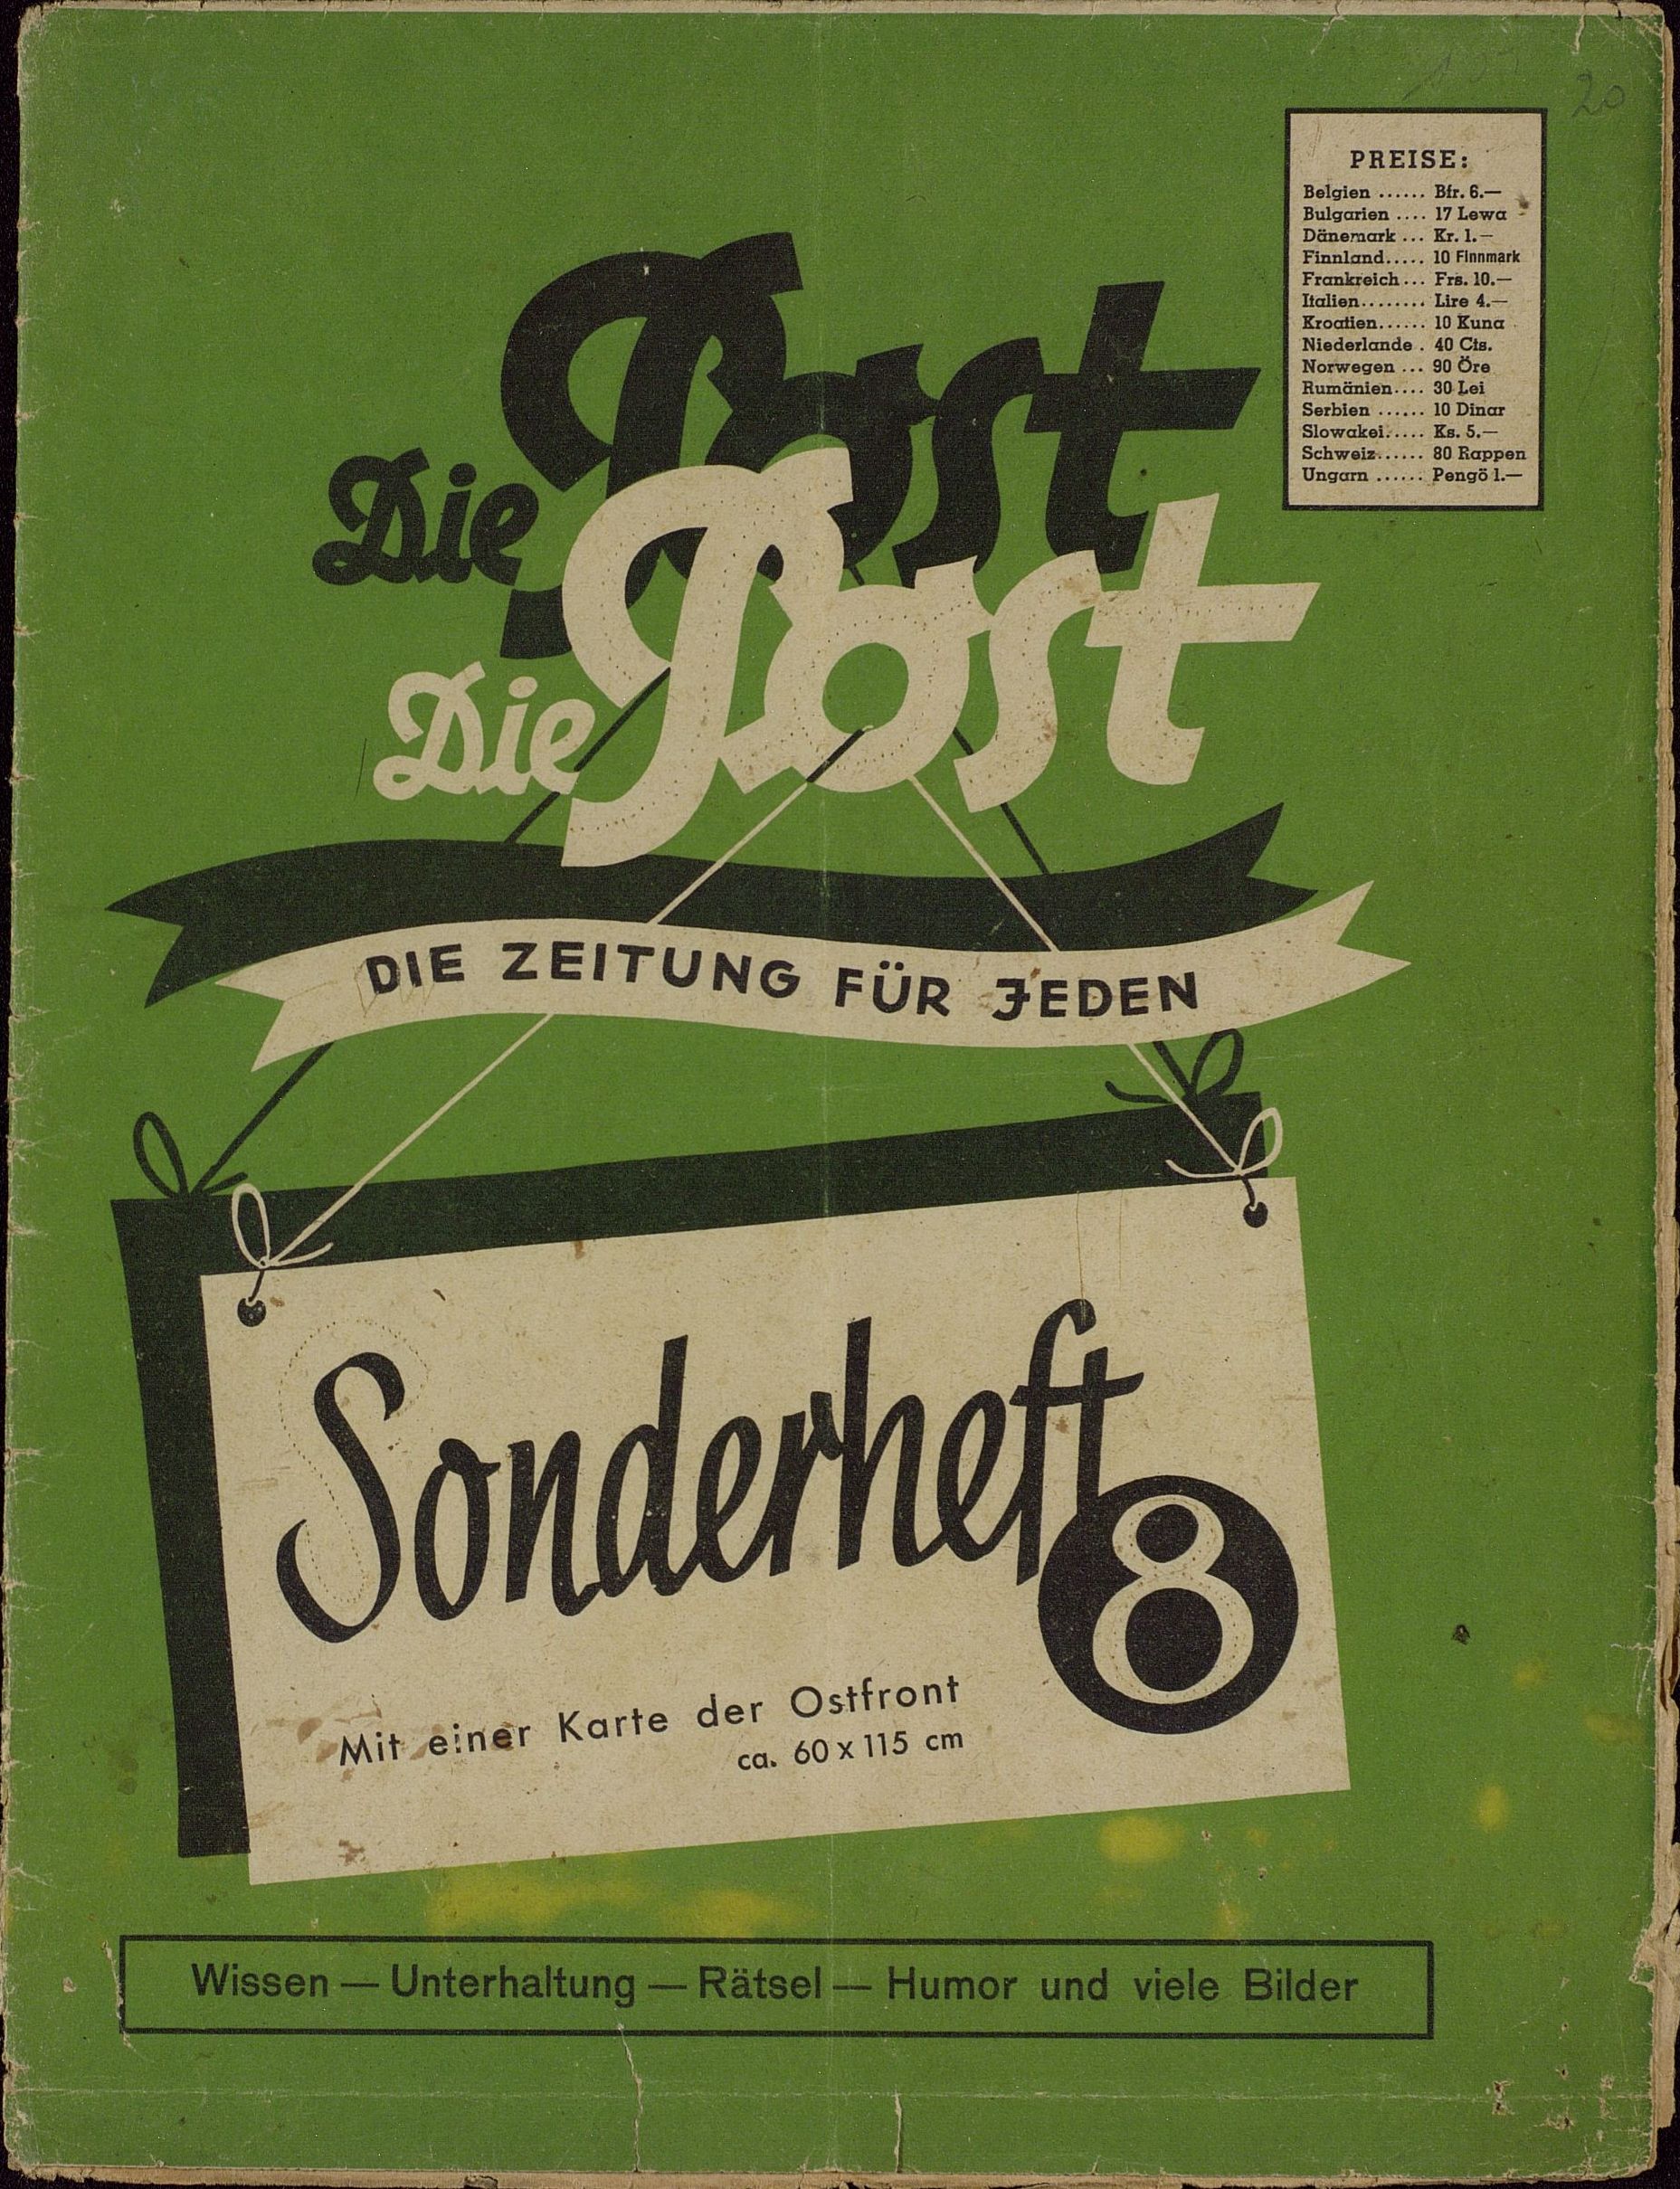 20
PREISE:
Belgien ...... Bfr. 6.—
Bulgarien .... 17 Lewa
Dänemark ... Kr. 1.—
Finnland..... 10 Finnmark
Frankreich... Frs. 10.—
Italien........ Lire 4.—
Kroatien...... 10 Kuna
Niederlande . 40 Cts.
Norwegen ... 90 Öre
Rumänien.... 30 Lei
Serbien ...... 10 Dinar
Slowakei..... Ks. 5.—
Schweiz...... 80 Rappen
Ungarn ...... Pengö 1.—
Die Post
Die Post
DIE ZEITUNG FÜR JEDEN
Sonderheft
8
Mit einer Karte der Ostfront
ca. 60 x 115 cm
Wissen — Unterhaltung — Rätsel — Humor und viele Bilder